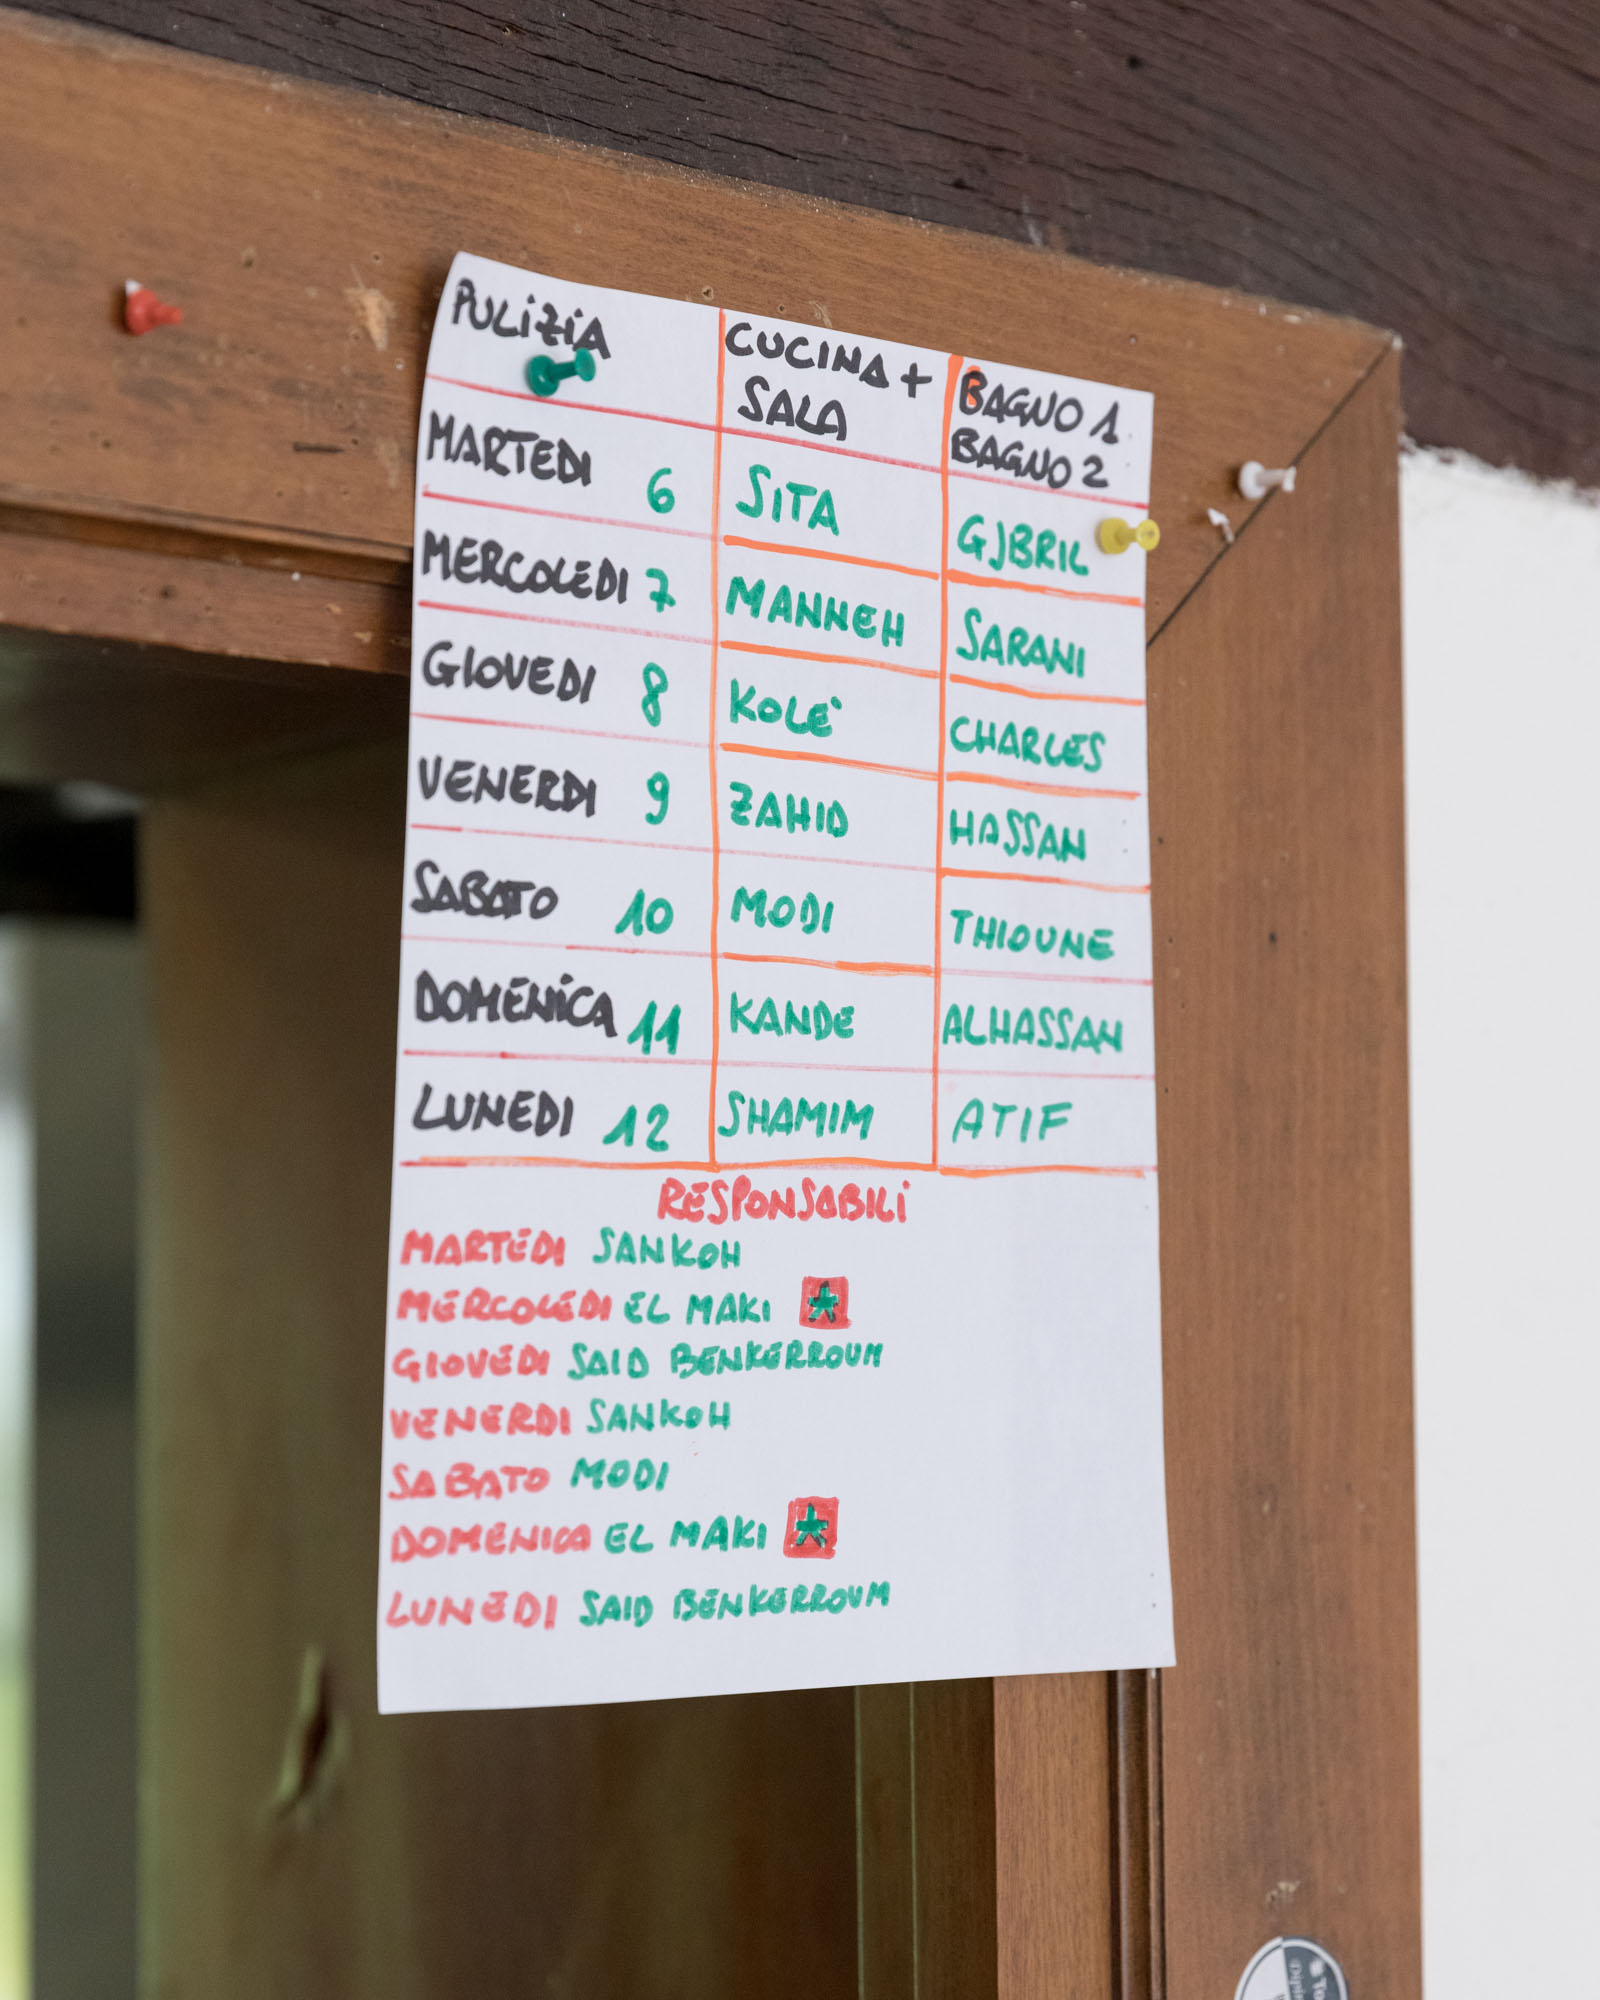 PULIZIA CUCINA + SALA BAGNO 1 BAGNO 2
MARTEDI 6 SITA GJBRIL
MERCOLEDI 7 MANNEH SARANI
GIOVEDI 8 KOLE' CHARLES
VENERDI 9 ZAHID HASSAN
SABATO 10 MODI THIOUNE
DOMENICA 11 KANDE ALHASSAN
LUNEDI 12 SHAMIM ATIF
RESPONSABILI
MARTEDI SANKOH
MERCOLEDI EL MAKI
GIOVEDI SAID BENKERROUM
VENERDI SANKOH
SABATO MODI
DOMENICA EL MAKI
LUNEDI SAID BENKERROUM